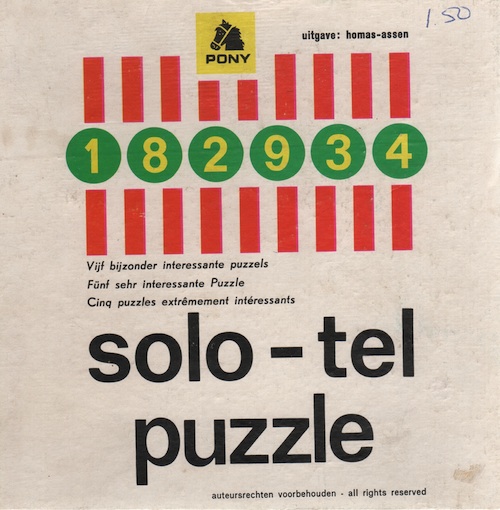 PONY
uitgave: homas-assen
1.50
1 8 2 9 3 4
Vijf bijzonder interessante puzzels
Fünf sehr interessante Puzzle
Cinq puzzles extrêmement intéressants
solo - tel
puzzle
auteursrechten voorbehouden - all rights reserved